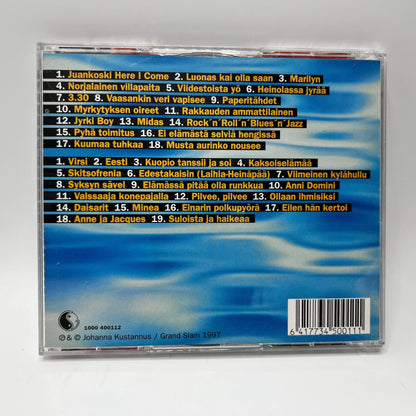 1. Juankoski Here I Come 2. Luonas kai olla saan 3. Marilyn
4. Norjalainen villapaita 5. Viidestoista yö 6. Heinolassa jyrää
7. 3.30 8. Vaasankin veri vapisee 9. Paperitähdet
10. Myrkytyksen oireet 11. Rakkauden ammattilainen
12. Jyrki Boy 13. Midas 14. Rock´n´Roll´n´Blues´n´Jazz
15. Pyhä toimitus 16. Ei elämästä selviä hengissä
17. Kuumaa tuhkaa 18. Musta aurinko nousee
1. Virsi 2. Eesti 3. Kuopio tanssii ja soi 4. Kaksoiselämää
5. Skitsofrenia 6. Edestakaisin (Laihia-Heinäpää) 7. Viimeinen kylähullu
8. Syksyn sävel 9. Elämässä pitää olla runkkua 10. Anni Domini
11. Valssaaja konepajalla 12. Pilvee, pilvee 13. Ollaan ihmisiksi
14. Daisarit 15. Minea 16. Einarin polkupyörä 17. Eilen hän kertoi
18. Anne ja Jacques 19. Suloista ja haikeaa
1000 400112
℗ & © Johanna Kustannus / Grand Slam 1997
6 417734 500111